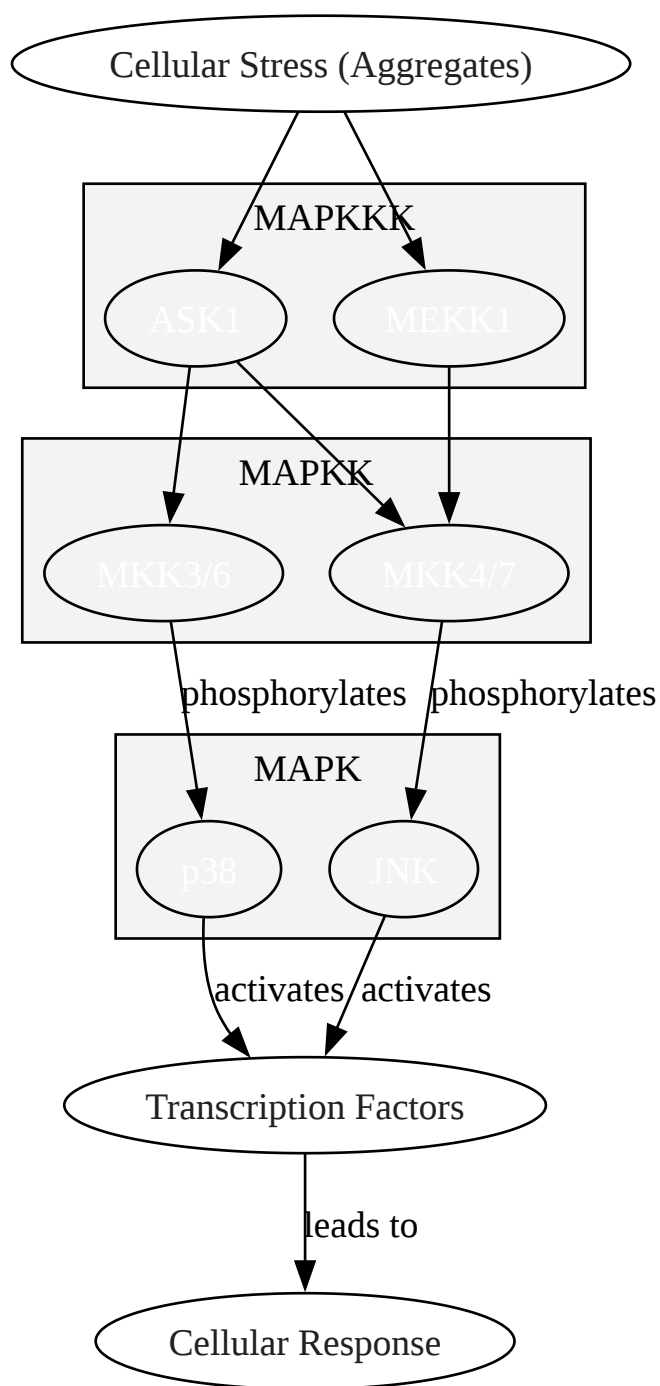 Cellular Stress (Aggregates)
MAPKKK
ASK1
MEKK1
MAPKK
MKK3/6
MKK4/7
phosphorylates
phosphorylates
MAPK
p38
JNK
activates
activates
Transcription Factors
leads to
Cellular Response